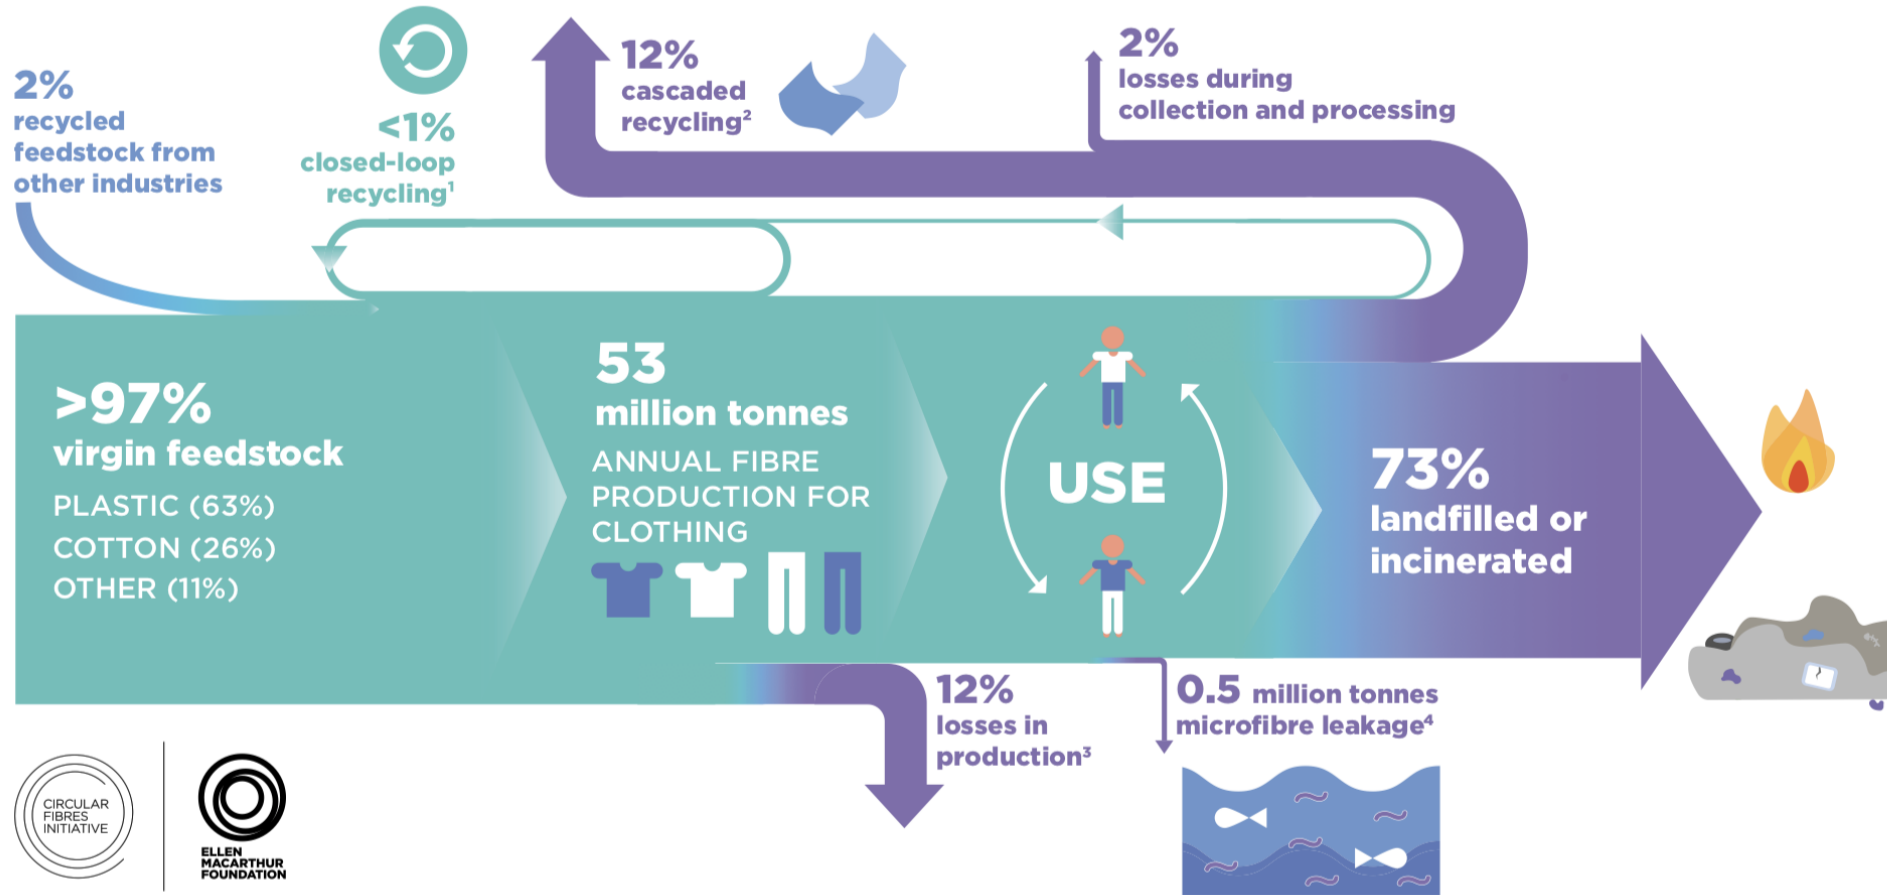 2%
recycled
feedstock from
other industries
<1%
closed-loop
recycling¹
12%
cascaded
recycling²
2%
losses during
collection and processing
>97%
virgin feedstock
PLASTIC (63%)
COTTON (26%)
OTHER (11%)
53
million tonnes
ANNUAL FIBRE
PRODUCTION FOR
CLOTHING
USE
73%
landfilled or
incinerated
12%
losses in
production³
0.5 million tonnes
microfibre leakage⁴
CIRCULAR
FIBRES
INITIATIVE
ELLEN
MACARTHUR
FOUNDATION